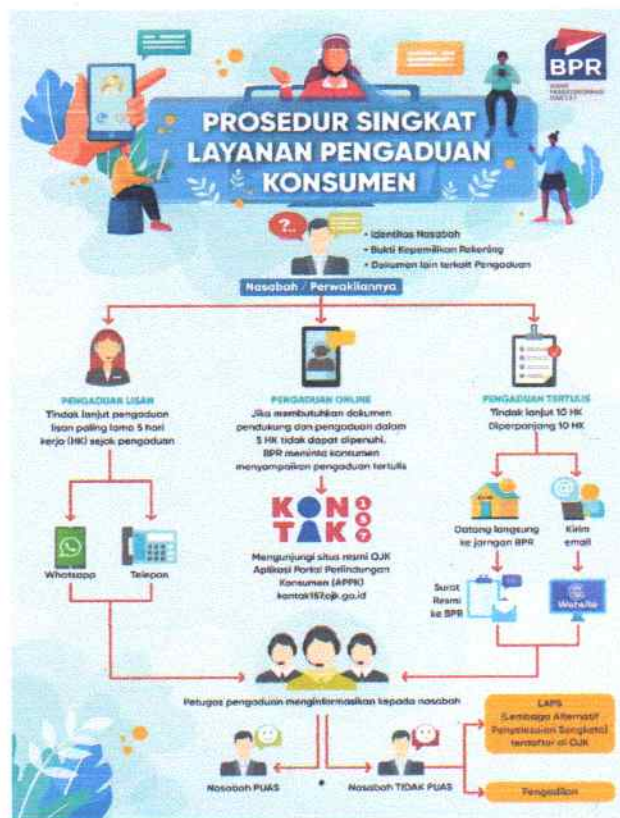 BPR
PROSEDUR SINGKAT
LAYANAN PENGADUAN
KONSUMEN
?..
• Identitas Nasabah
• Bukti Kepemilikan Rekening
• Dokumen lain terkait Pengaduan
Nasabah / Perwakilannya
PENGADUAN LISAN
Tindak lanjut pengaduan
lisan paling lama 5 hari
kerja (HK) sejak pengaduan
PENGADUAN ONLINE
Jika membutuhkan dokumen
pendukung dan pengaduan dalam
5 HK tidak dapat dipenuhi,
BPR meminta konsumen
menyampaikan pengaduan tertulis
PENGADUAN TERTULIS
Tindak lanjut 10 HK
Diperpanjang 10 HK
Whatsapp
Telepon
KONTAK 157
Mengunjungi situs resmi OJK
Aplikasi Portal Perlindungan
Konsumen (APPK)
kontak157.ojk.go.id
Datang langsung
ke jaringan BPR
Kirim
email
Surat
Resmi
ke BPR
Website
Petugas pengaduan menginformasikan kepada nasabah
Nasabah PUAS
Nasabah TIDAK PUAS
LAPS
(Lembaga Alternatif
Penyelesaian Sengketa)
terdaftar di OJK
Pengadilan